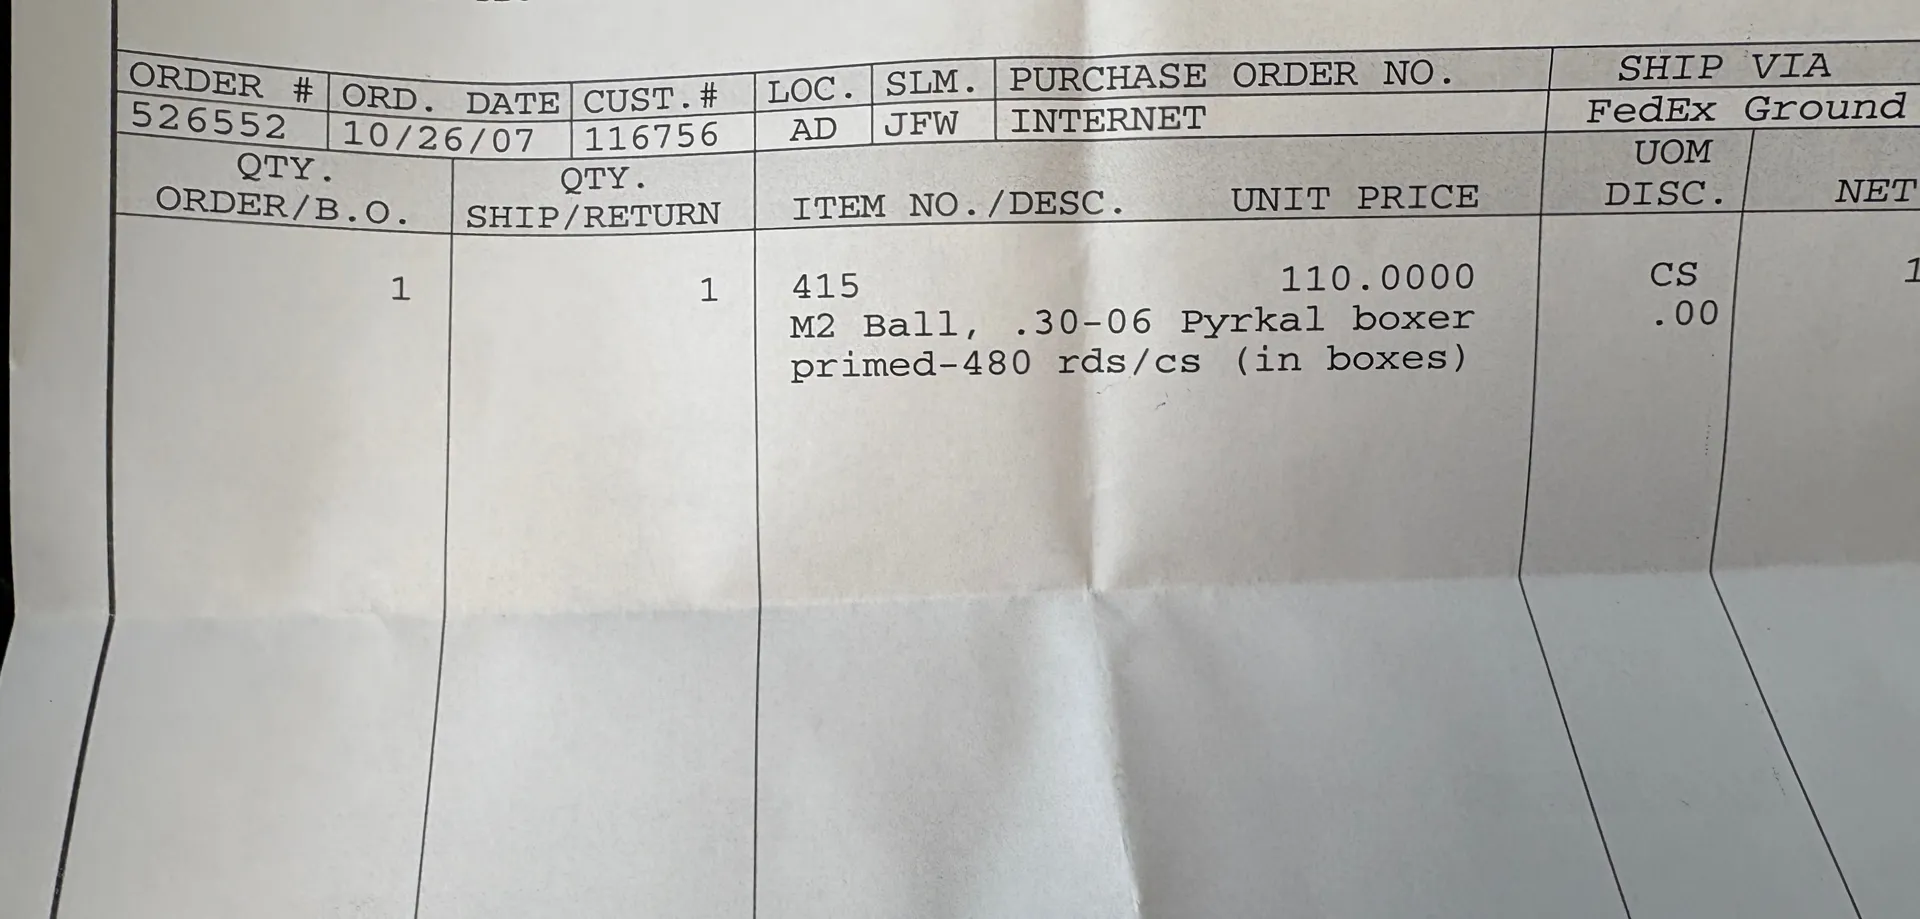 ORDER # ORD. DATE CUST.# LOC. SLM. PURCHASE ORDER NO. SHIP VIA
526552 10/26/07 116756 AD JFW INTERNET FedEx Ground
QTY. QTY. UOM
ORDER/B.O. SHIP/RETURN ITEM NO./DESC. UNIT PRICE DISC. NET
1 1 415 110.0000 CS 1
M2 Ball, .30-06 Pyrkal boxer .00
primed-480 rds/cs (in boxes)